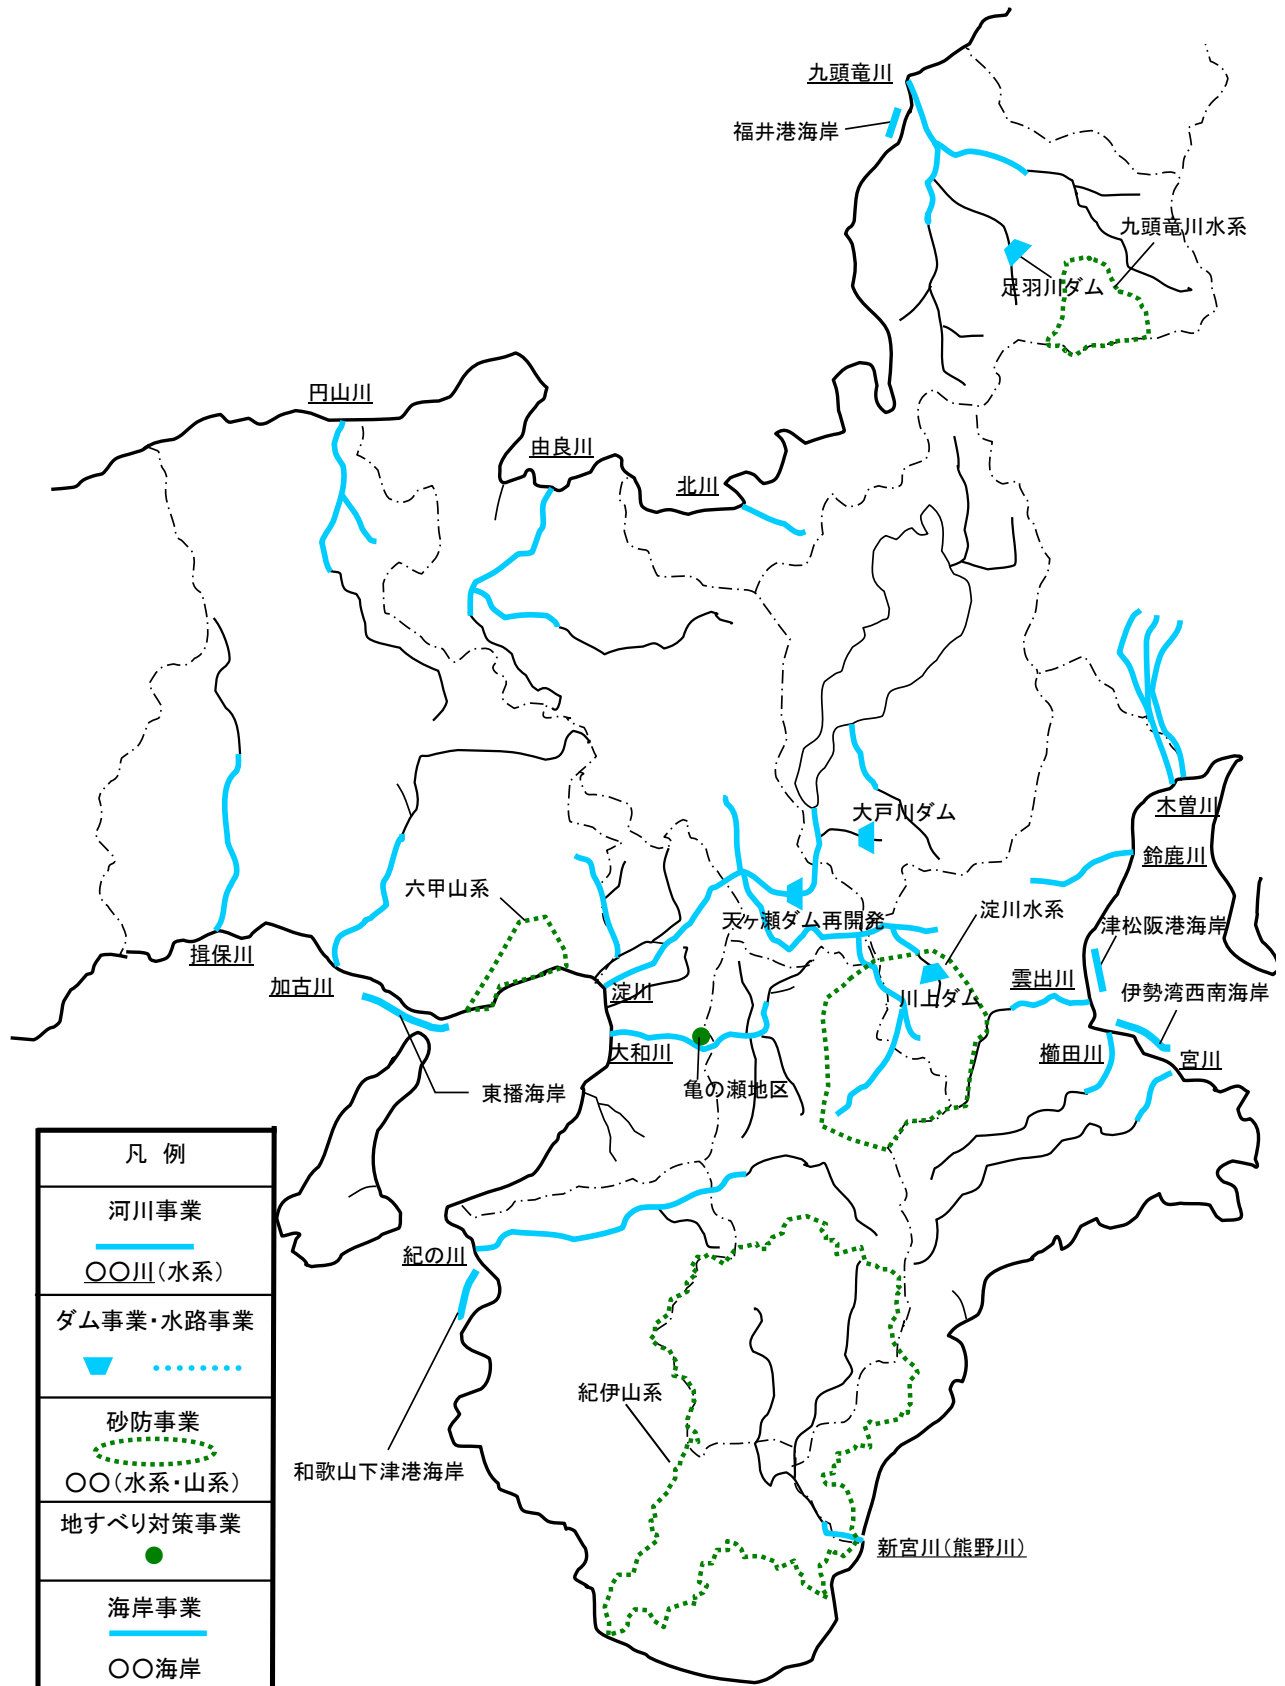 九頭竜川
福井港海岸
九頭竜川水系
足羽川ダム
円山川
由良川
北川
大戸川ダム
木曽川
鈴鹿川
六甲山系
天ヶ瀬ダム再開発
淀川水系
津松阪港海岸
揖保川
加古川
淀川
川上ダム
雲出川
伊勢湾西南海岸
大和川
櫛田川
宮川
東播海岸
亀の瀬地区
紀の川
紀伊山系
和歌山下津港海岸
新宮川(熊野川)
凡 例
河川事業
〇〇川(水系)
ダム事業・水路事業
砂防事業
〇〇(水系・山系)
地すべり対策事業
海岸事業
〇〇海岸